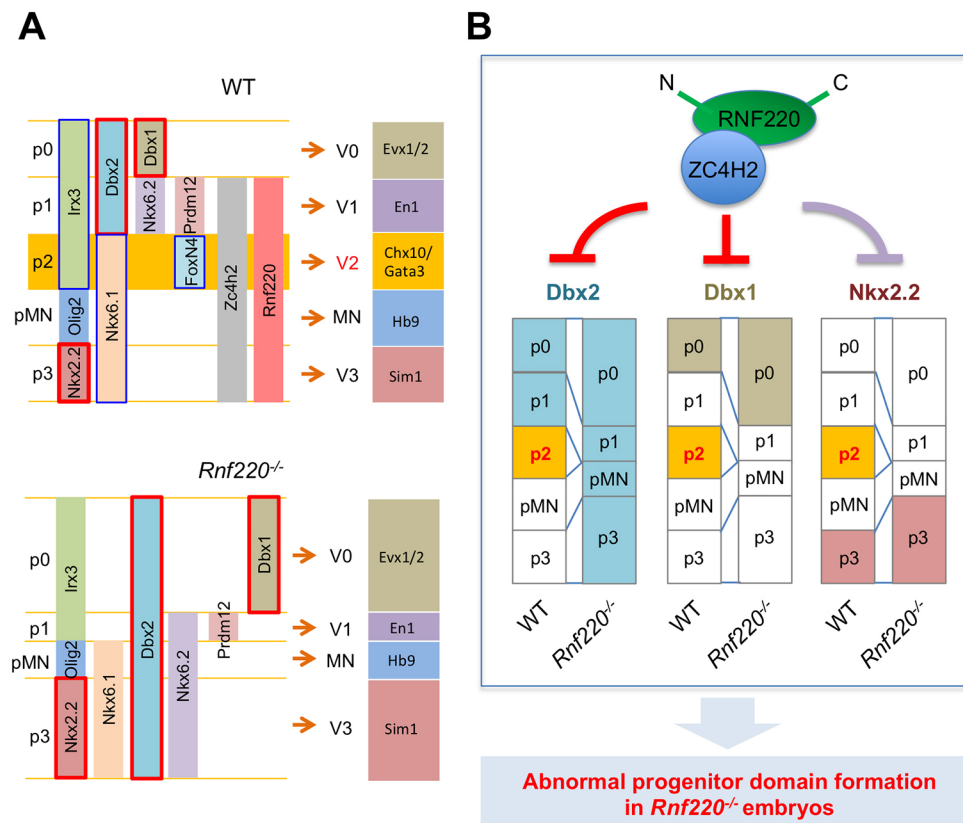 A
WT
p0
p1
p2
pMN
p3
Irx3
Olig2
Nkx2.2
Dbx2
Nkx6.1
Dbx1
Nkx6.2
Prdm12
FoxN4
Zc4h2
Rnf220
V0
V1
V2
MN
V3
Evx1/2
En1
Chx10/
Gata3
Hb9
Sim1
Rnf220-/-
p0
p1
pMN
p3
Irx3
Olig2
Nkx2.2
Nkx6.1
Dbx2
Nkx6.2
Prdm12
Dbx1
V0
V1
MN
V3
Evx1/2
En1
Hb9
Sim1
B
N
C
RNF220
ZC4H2
Dbx2
Dbx1
Nkx2.2
p0
p1
p2
pMN
p3
p0
p1
pMN
p3
WT
Rnf220-/-
p0
p1
p2
pMN
p3
p0
p1
pMN
p3
WT
Rnf220-/-
p0
p1
p2
pMN
p3
p0
p1
pMN
p3
WT
Rnf220-/-
Abnormal progenitor domain formation
in Rnf220-/- embryos